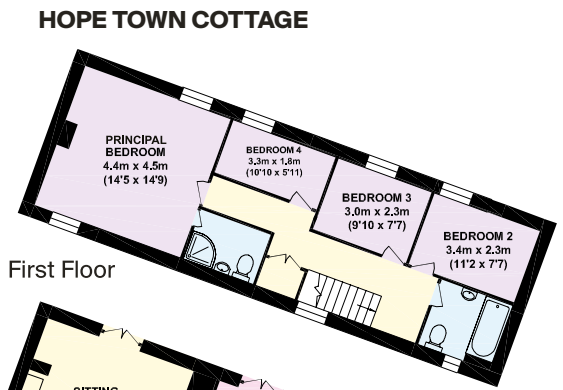 HOPE TOWN COTTAGE
PRINCIPAL
BEDROOM
4.4m x 4.5m
(14'5 x 14'9)
BEDROOM 4
3.3m x 1.8m
(10'10 x 5'11)
BEDROOM 3
3.0m x 2.3m
(9'10 x 7'7)
BEDROOM 2
3.4m x 2.3m
(11'2 x 7'7)
First Floor
SITTING